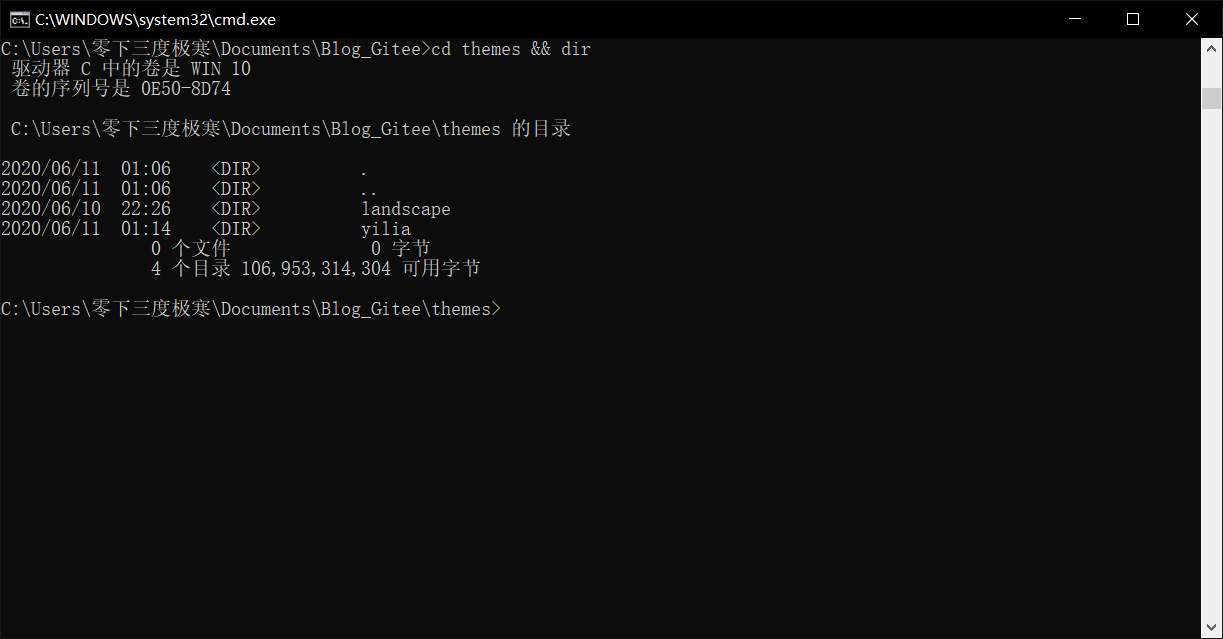 C:\WINDOWS\system32\cmd.exe
C:\Users\零下三度极寒\Documents\Blog_Gitee>cd themes && dir
 驱动器 C 中的卷是 WIN 10
 卷的序列号是 0E50-8D74

 C:\Users\零下三度极寒\Documents\Blog_Gitee\themes 的目录

2020/06/11  01:06    <DIR>          .
2020/06/11  01:06    <DIR>          ..
2020/06/10  22:26    <DIR>          landscape
2020/06/11  01:14    <DIR>          yilia
               0 个文件              0 字节
               4 个目录 106,953,314,304 可用字节

C:\Users\零下三度极寒\Documents\Blog_Gitee\themes>